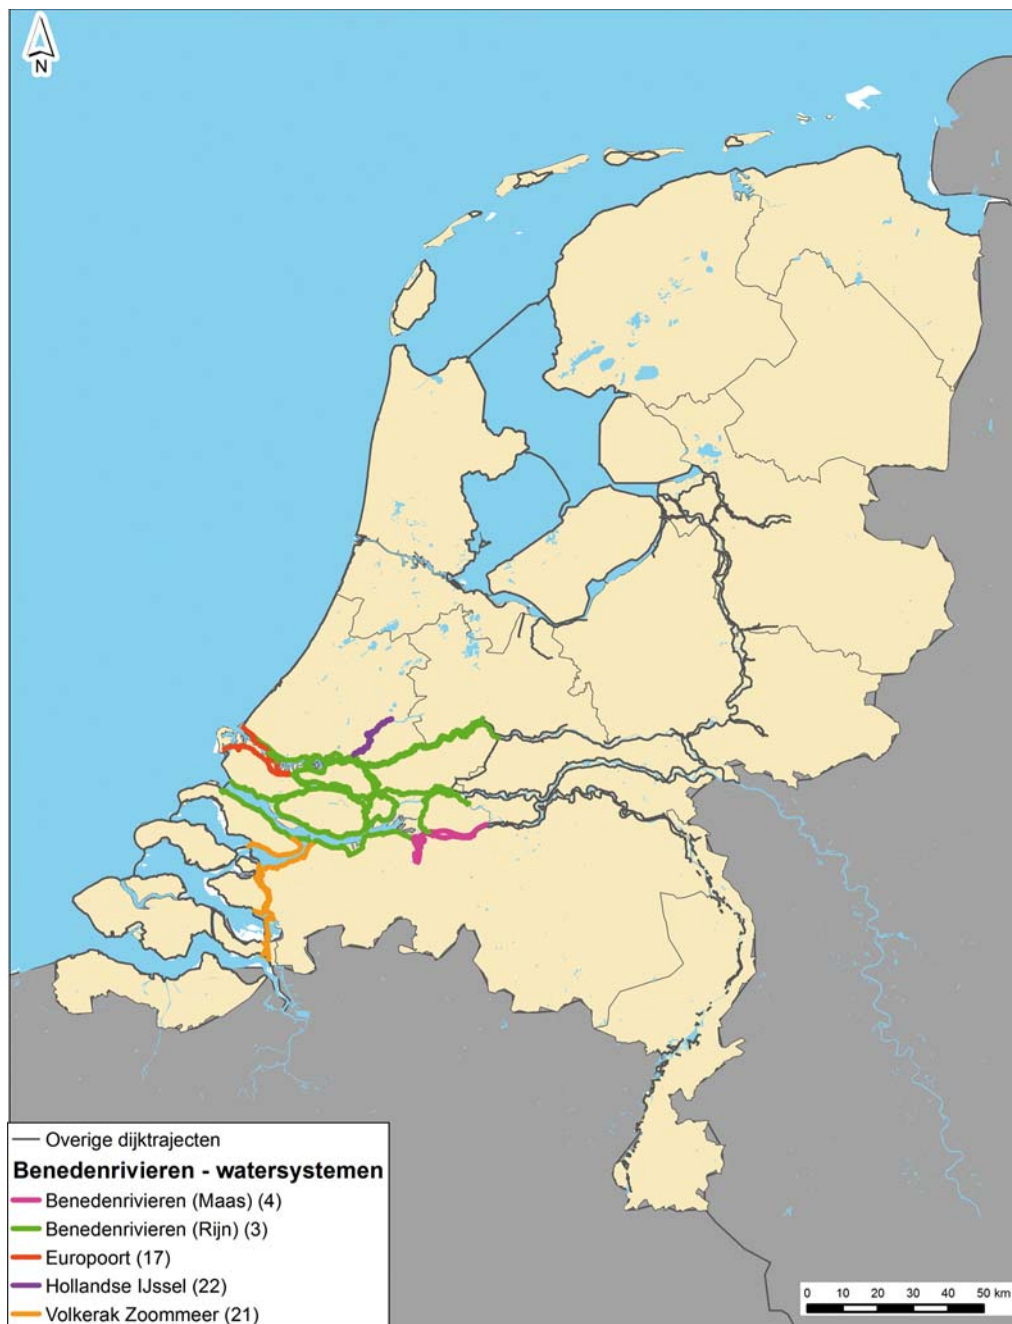 N
Overige dijktrajecten
Benedenrivieren - watersystemen
Benedenrivieren (Maas) (4)
Benedenrivieren (Rijn) (3)
Europoort (17)
Hollandse IJssel (22)
Volkerak Zoommeer (21)
0 10 20 30 40 50 km